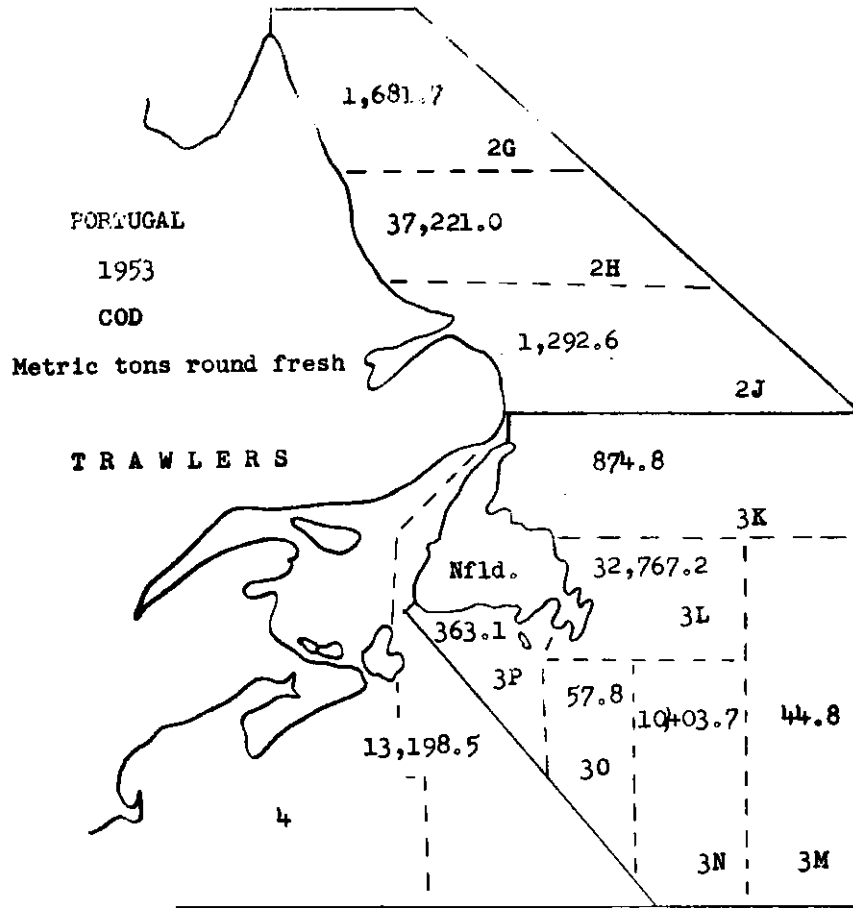 1,681.7
2G
PORTUGAL
37,221.0
1953
2H
COD
1,292.6
Metric tons round fresh
2J
TRAWLERS
874.8
3K
Nfld.
32,767.2
363.1
3L
3P
57.8
10403.7
44.8
13,198.5
30
4
3N
3M